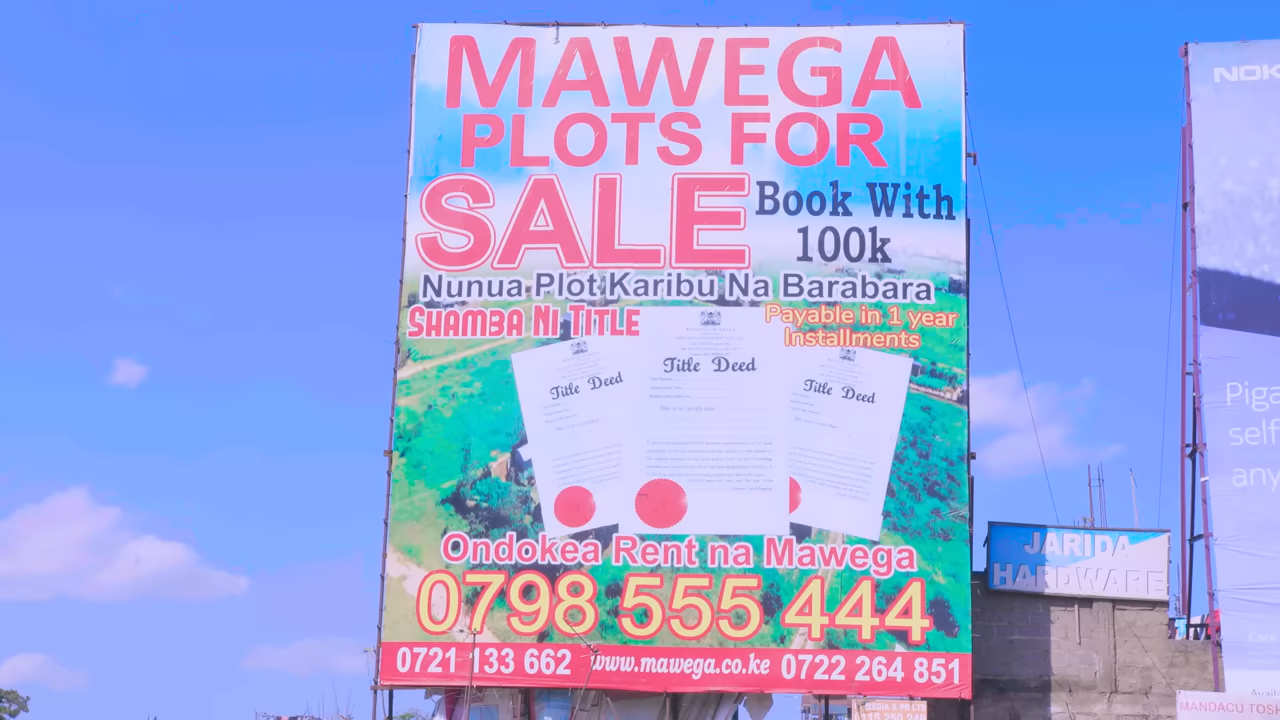 MAWEGA
PLOTS FOR
SALE
Book With
100k
Nunua Plot Karibu Na Barabara
SHAMBA NI TITLE
Payable in 1 year
Installments
Title Deed
Title Deed
Title Deed
Ondokea Rent na Mawega
0798 555 444
0721 133 662 www.mawega.co.ke 0722 264 851
JARIDA
HARDWARE
NOK
Piga
self
any
MANDACU TOSH